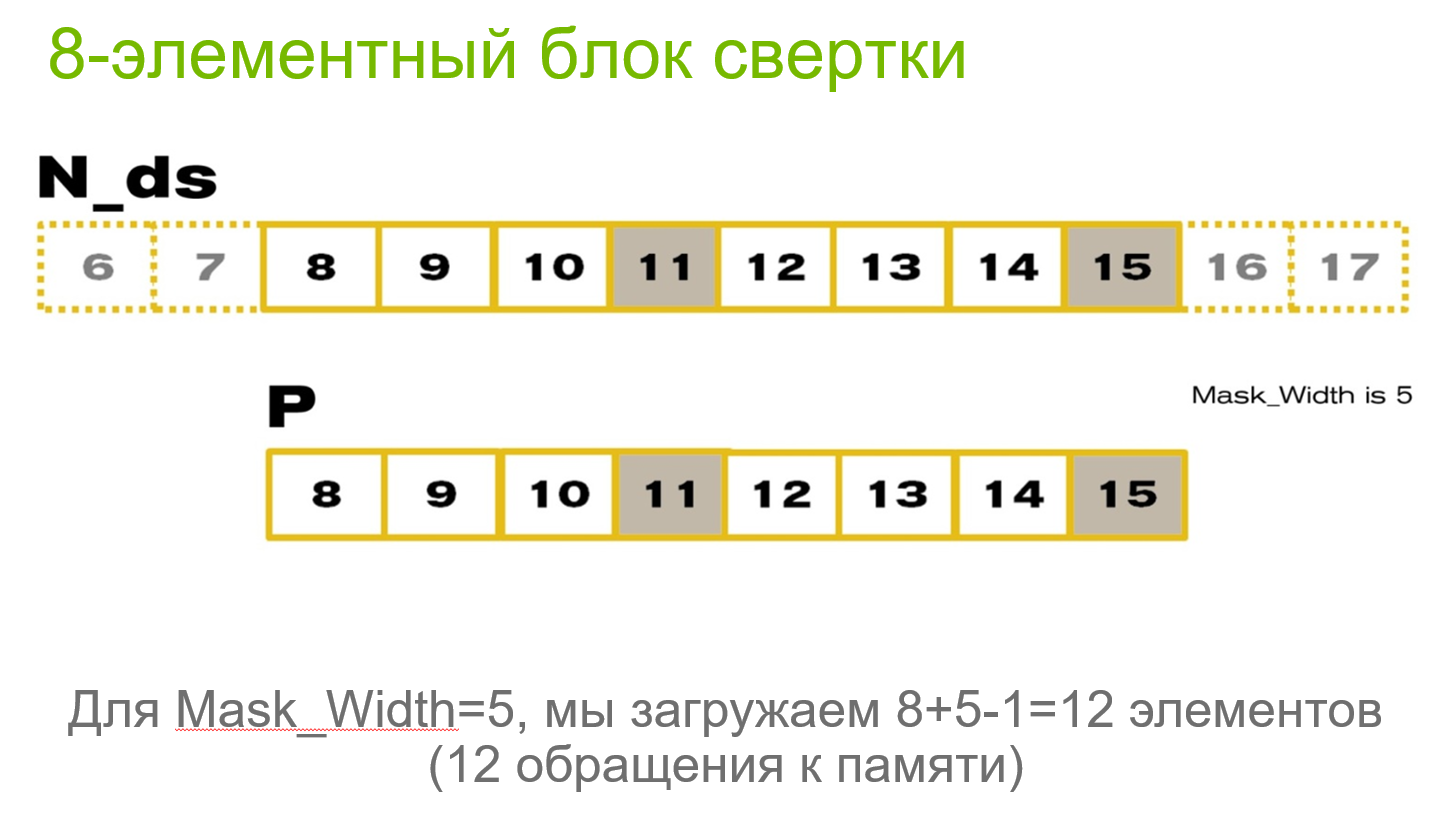 8-элементный блок свертки
N_ds
6 7 8 9 10 11 12 13 14 15 16 17
P
Mask_Width is 5
8 9 10 11 12 13 14 15
Для Mask_Width=5, мы загружаем 8+5-1=12 элементов
(12 обращения к памяти)